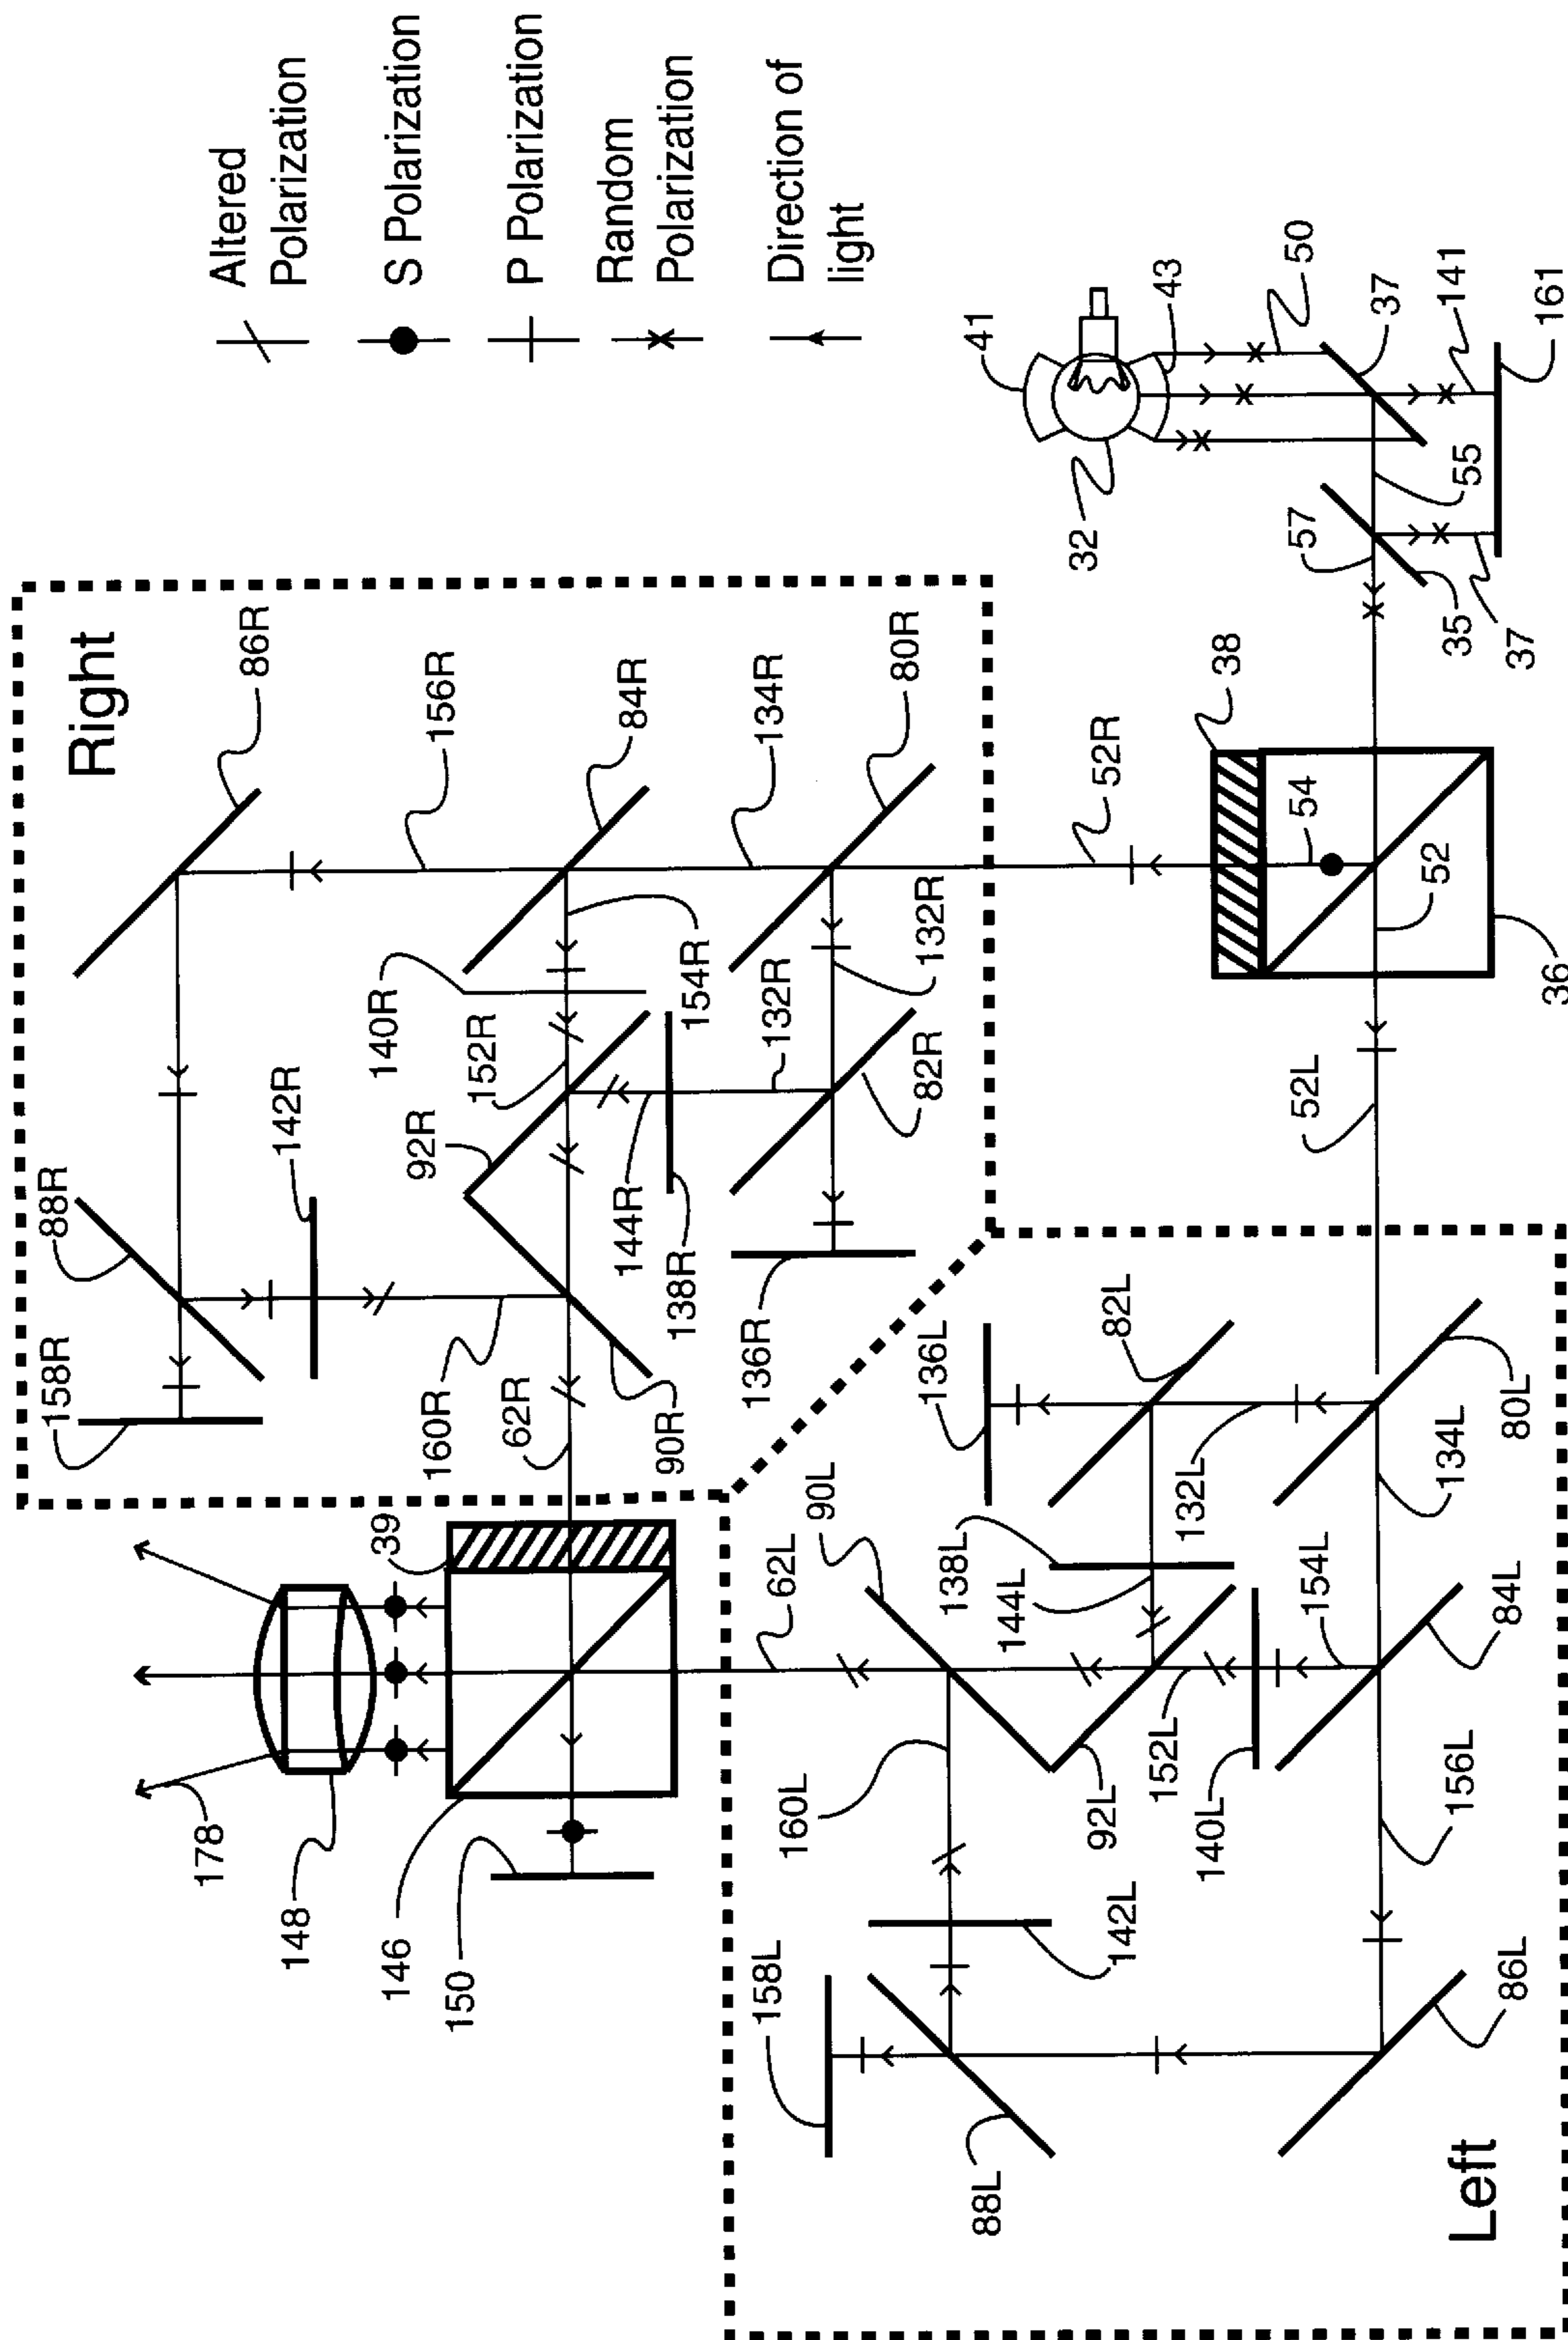 Altered
Polarization
S Polarization
P Polarization
Random
Polarization
Direction of
light
Right
86R
156R
84R
134R
80R
88R
142R
140R
154R
132R
132R
152R
92R
82R
144R
138R
136R
158R
160R
62R
90R
41
43
50
37
141
161
32
55
57
35
37
38
52R
54
52
36
52L
39
178
148
146
150
62L
90L
136L
82L
138L
132L
144L
80L
134L
154L
84L
152L
140L
92L
160L
156L
142L
158L
88L
86L
Left